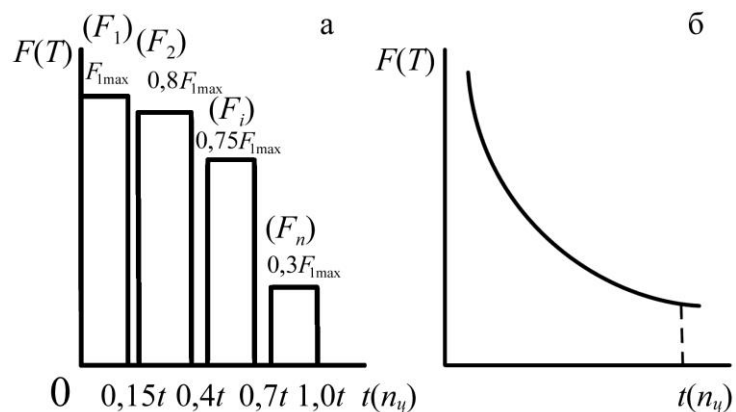 а
б
(F₁) (F₂)
F(T)
F₁max
0,8F₁max
(Fᵢ)
0,75F₁max
(Fₙ)
0,3F₁max
0 0,15t 0,4t 0,7t 1,0t t(nц)
F(T)
t(nц)